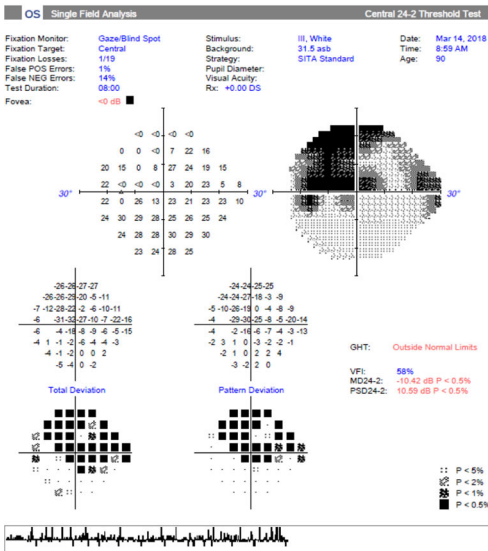 OS Single Field Analysis Central 24-2 Threshold Test
Fixation Monitor: Gaze/Blind Spot Stimulus: III, White Date: Mar 14, 2018
Fixation Target: Central Background: 31.5 asb Time: 8:59 AM
Fixation Losses: 1/19 Strategy: SITA Standard Age: 90
False POS Errors: 1% Pupil Diameter:
False NEG Errors: 14% Visual Acuity:
Test Duration: 08:00 Rx: +0.00 DS
Fovea: <0 dB
<0 <0 <0 <0
0 0 <0 7 22 16
20 15 0 8 27 24 19 15
22 <0 <0 <0 3 20 23 5 8
30° 30° 30°
22 0 26 13 23 21 23 23 10
24 30 29 28 25 26 25 24
24 28 28 30 29 30
23 24 28 25
-26 -26 -27 -27
-26 -26 -29 -20 -5 -11
-7 -12 -28 -22 -2 -6 -10 -11
-6 -31 -32 -27 -10 -7 -22 -16
-6 -4 -18 -8 -9 -6 -5 -15
-4 1 -1 -2 -4 -4 -3
-4 -1 -2 0 0
-5 -4 0 2
-24 -24 -25 -25
-24 -24 -27 -18 -3 -9
-5 -10 -26 -19 0 -4 -8 -9
-4 -29 -30 -25 -8 -5 -20 -14
-4 -2 -16 -6 -7 -4 -3 -13
-2 3 1 0 -3 -2 -2 -1
-2 1 0 2 2 4
-3 -2 2 0
GHT: Outside Normal Limits
VFI: 58%
MD24-2: -10.42 dB P < 0.5%
PSD24-2: 10.59 dB P < 0.5%
Total Deviation Pattern Deviation
P < 5%
P < 2%
P < 1%
P < 0.5%